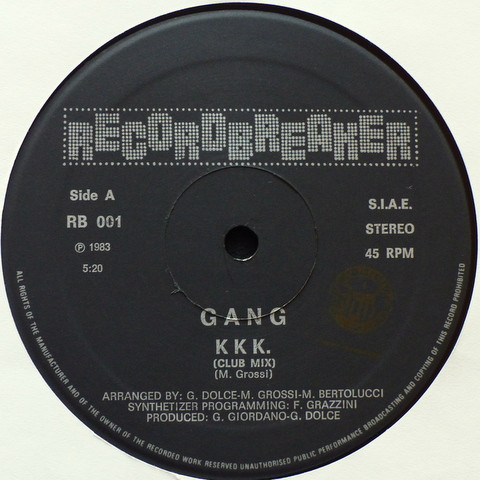 RECORDBREAKER
Side A
RB 001
Ⓟ 1983
5:20
S.I.A.E.
STEREO
45 RPM
GANG
KKK.
(CLUB MIX)
(M. Grossi)
ARRANGED BY: G. DOLCE-M. GROSSI-M. BERTOLUCCI
SYNTHETIZER PROGRAMMING: F. GRAZZINI
PRODUCED: G. GIORDANO-G. DOLCE
ALL RIGHTS OF THE MANUFACTURER AND OF THE OWNER OF THE RECORDED WORK RESERVED UNAUTHORISED PUBLIC PERFORMANCE BROADCASTING AND COPYING OF THIS RECORD PROHIBITED